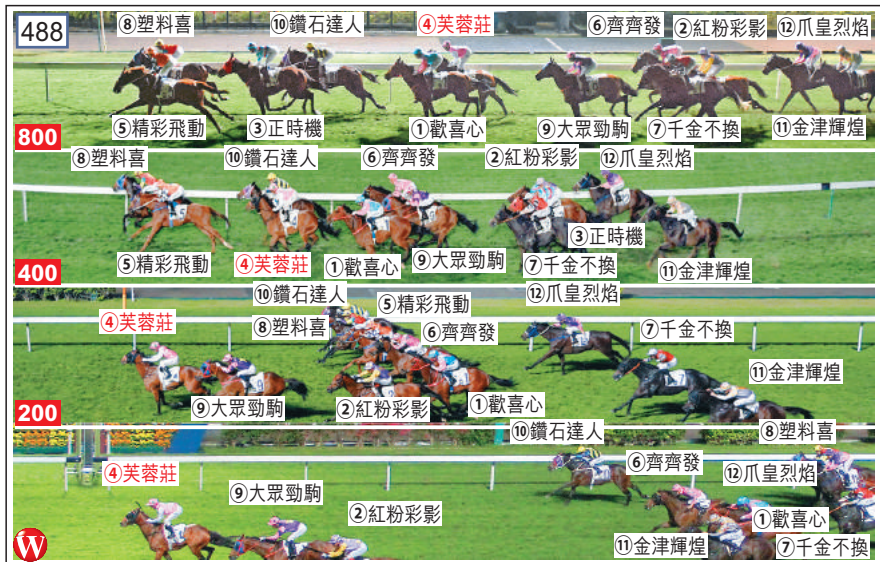 488
⑧塑料喜 ⑩鑽石達人 ④芙蓉莊 ⑥齊齊發 ②紅粉彩影 ⑫爪皇烈焰
⑤精彩飛動 ③正時機 ①歡喜心 ⑨大眾勁駒 ⑦千金不換 ⑪金津輝煌
800
⑧塑料喜 ⑩鑽石達人 ⑥齊齊發 ②紅粉彩影 ⑫爪皇烈焰
③正時機
⑤精彩飛動 ④芙蓉莊 ①歡喜心 ⑨大眾勁駒 ⑦千金不換 ⑪金津輝煌
400
⑩鑽石達人 ⑤精彩飛動 ⑫爪皇烈焰
④芙蓉莊 ⑧塑料喜 ⑥齊齊發 ⑦千金不換
⑪金津輝煌
⑨大眾勁駒 ②紅粉彩影 ①歡喜心
200
⑩鑽石達人 ⑧塑料喜
④芙蓉莊 ⑥齊齊發 ⑫爪皇烈焰
⑨大眾勁駒
②紅粉彩影 ①歡喜心
⑪金津輝煌 ⑦千金不換
W